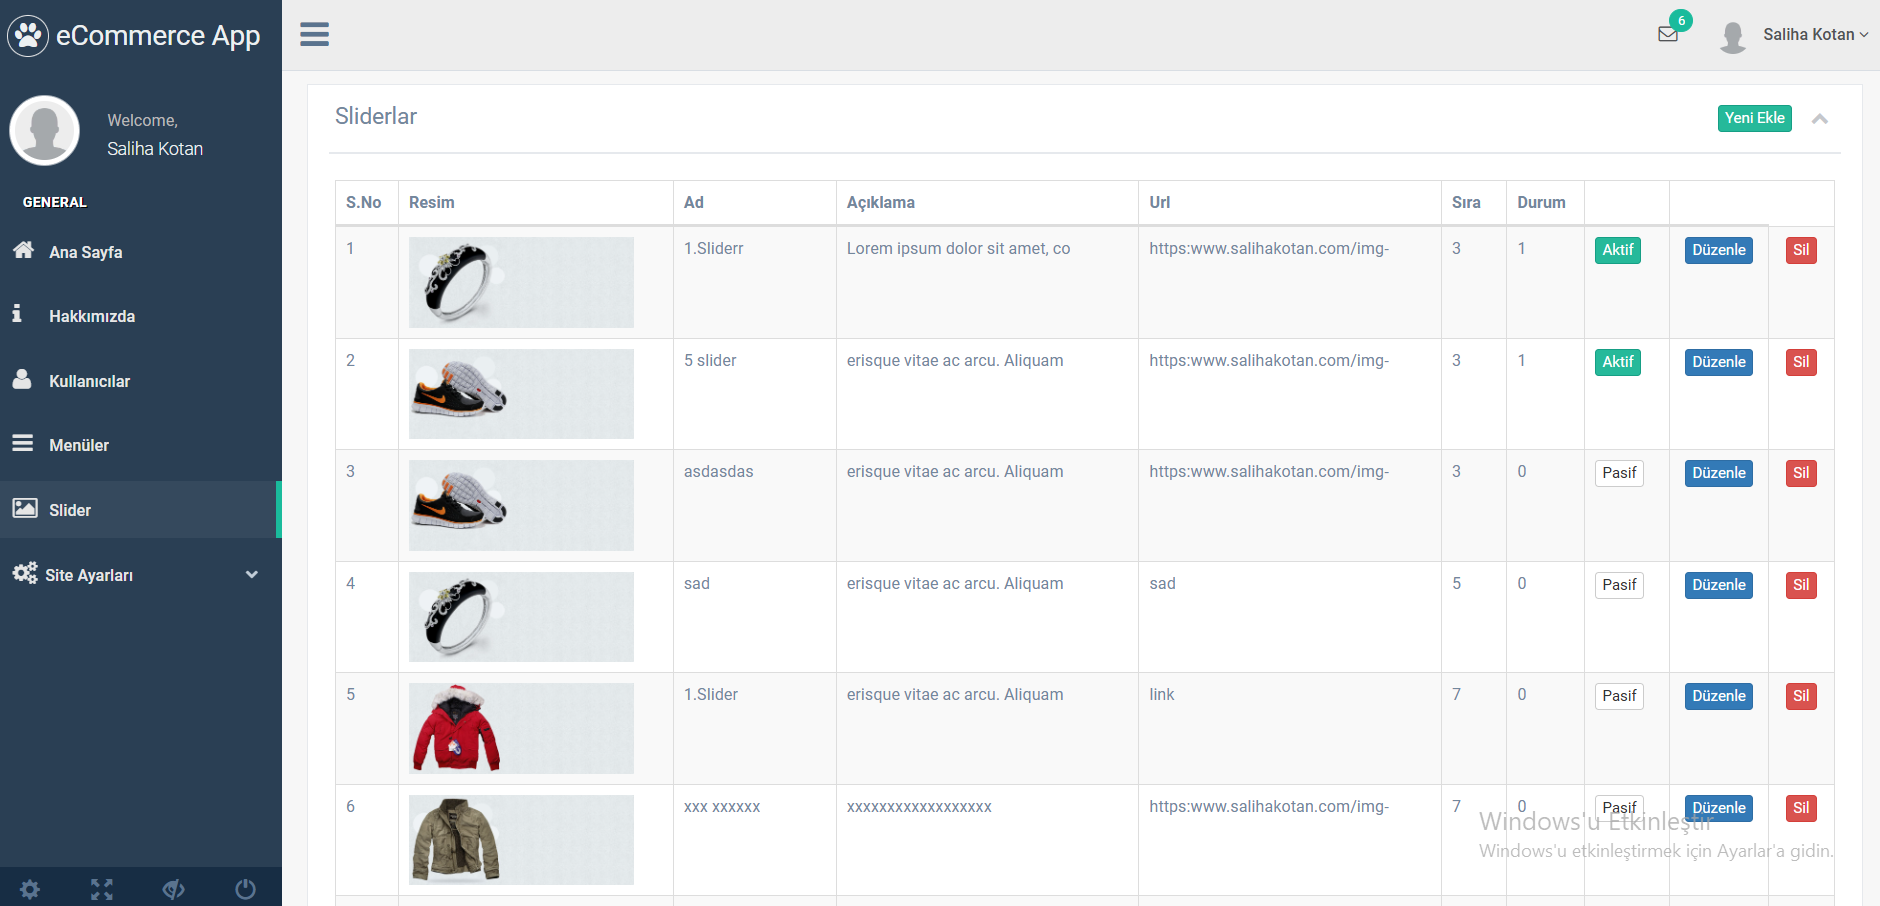 eCommerce App
6
Saliha Kotan
Welcome,
Saliha Kotan
GENERAL
Ana Sayfa
Hakkımızda
Kullanıcılar
Menüler
Slider
Site Ayarları
Sliderlar
Yeni Ekle
S.No Resim Ad Açıklama Url Sıra Durum
1 1.Sliderr Lorem ipsum dolor sit amet, co https:www.salihakotan.com/img- 3 1 Aktif Düzenle Sil
2 5 slider erisque vitae ac arcu. Aliquam https:www.salihakotan.com/img- 3 1 Aktif Düzenle Sil
3 asdasdas erisque vitae ac arcu. Aliquam https:www.salihakotan.com/img- 3 0 Pasif Düzenle Sil
4 sad erisque vitae ac arcu. Aliquam sad 5 0 Pasif Düzenle Sil
5 1.Slider erisque vitae ac arcu. Aliquam link 7 0 Pasif Düzenle Sil
6 xxx xxxxxx xxxxxxxxxxxxxxxxxx https:www.salihakotan.com/img- 7 0 Pasif Düzenle Sil
Windows'u Etkinleştir
Windows'u etkinleştirmek için Ayarlar'a gidin.